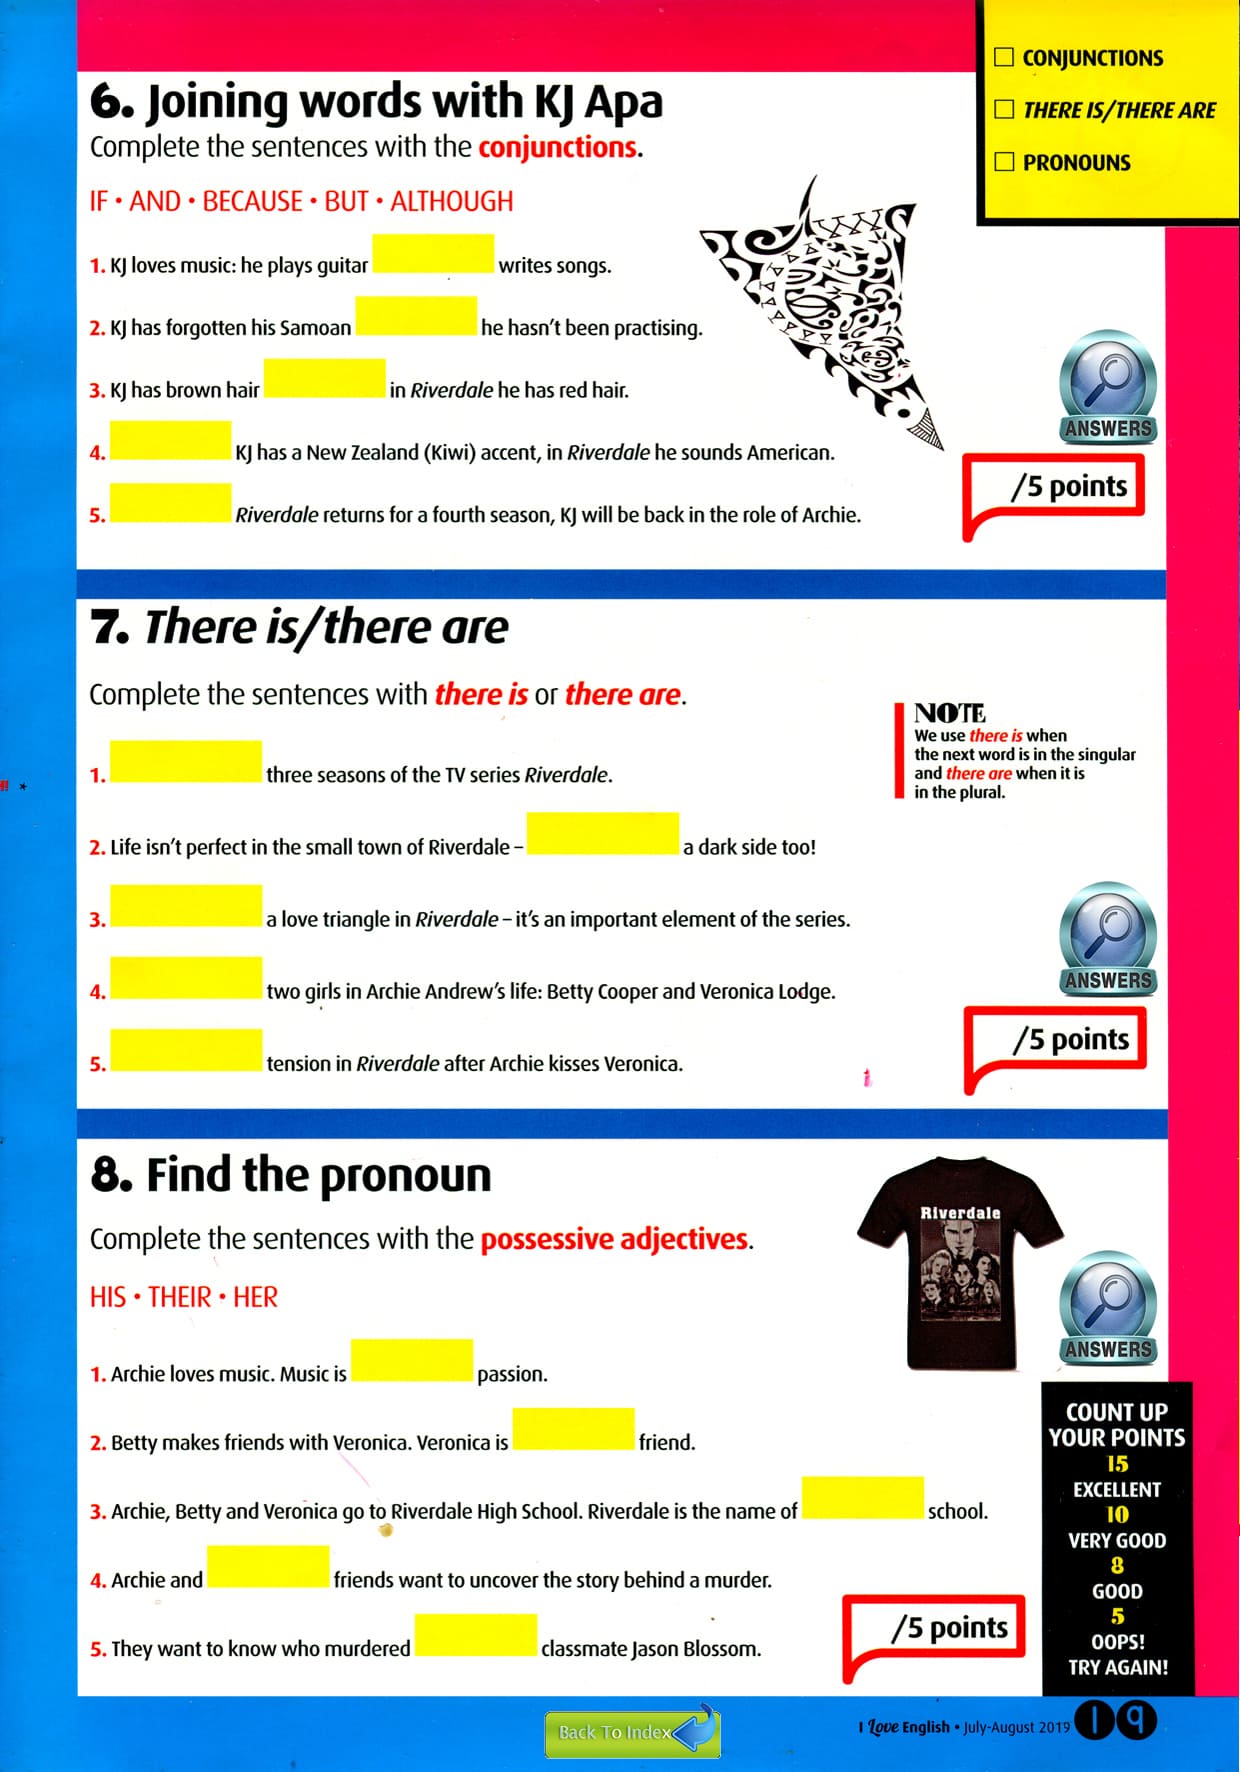 CONJUNCTIONS
THERE IS/THERE ARE
PRONOUNS
6. Joining words with KJ Apa
Complete the sentences with the conjunctions.
IF • AND • BECAUSE • BUT • ALTHOUGH
1. KJ loves music: he plays guitar writes songs.
2. KJ has forgotten his Samoan he hasn't been practising.
3. KJ has brown hair in Riverdale he has red hair.
4. KJ has a New Zealand (Kiwi) accent, in Riverdale he sounds American.
5. Riverdale returns for a fourth season, KJ will be back in the role of Archie.
ANSWERS
/5 points
7. There is/there are
Complete the sentences with there is or there are.
NOTE
We use there is when
the next word is in the singular
and there are when it is
in the plural.
1. three seasons of the TV series Riverdale.
2. Life isn't perfect in the small town of Riverdale – a dark side too!
3. a love triangle in Riverdale – it's an important element of the series.
4. two girls in Archie Andrew's life: Betty Cooper and Veronica Lodge.
5. tension in Riverdale after Archie kisses Veronica.
ANSWERS
/5 points
8. Find the pronoun
Complete the sentences with the possessive adjectives.
HIS • THEIR • HER
Riverdale
1. Archie loves music. Music is passion.
2. Betty makes friends with Veronica. Veronica is friend.
3. Archie, Betty and Veronica go to Riverdale High School. Riverdale is the name of school.
4. Archie and friends want to uncover the story behind a murder.
5. They want to know who murdered classmate Jason Blossom.
ANSWERS
/5 points
COUNT UP
YOUR POINTS
15
EXCELLENT
10
VERY GOOD
8
GOOD
5
OOPS!
TRY AGAIN!
Back To Index
I Love English • July-August 2019 19